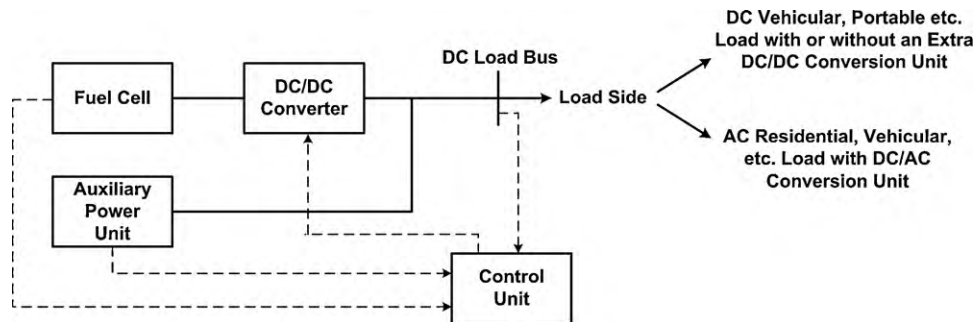 DC Vehicular, Portable etc.
Load with or without an Extra
DC/DC Conversion Unit
DC Load Bus
Fuel Cell
DC/DC
Converter
Load Side
AC Residential, Vehicular,
etc. Load with DC/AC
Conversion Unit
Auxiliary
Power
Unit
Control
Unit